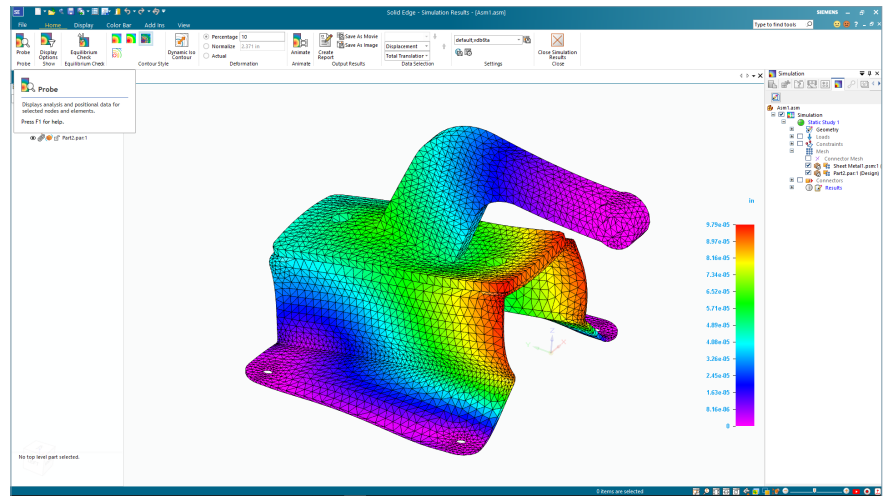 Solid Edge - Simulation Results - [Asm1.asm]
SIEMENS
File Home Display Color Bar Add Ins View
Type to find tools
Probe
Display Options
Equilibrium Check
Dynamic Iso Contour
Percentage 10
Normalize 2.371 in
Actual
Animate
Create Report
Save As Movie
Save As Image
Displacement
Total Translation
default,ndb6ta
Close Simulation Results
Probe Show Equilibrium Check Contour Style Deformation Animate Output Results Data Selection Settings Close
Probe
Displays analysis and positional data for selected nodes and elements.
Press F1 for help.
Part2.par:1
Simulation
Asm1.asm
Simulation
Static Study 1
Geometry
Loads
Constraints
Mesh
Connector Mesh
Sheet Metal1.psm:1 (
Part2.par:1 (Design)
Connectors
Results
in
9.79e-05
8.97e-05
8.16e-05
7.34e-05
6.52e-05
5.71e-05
4.89e-05
4.08e-05
3.26e-05
2.45e-05
1.63e-05
8.16e-06
0
Z
Y
X
No top level part selected.
0 items are selected